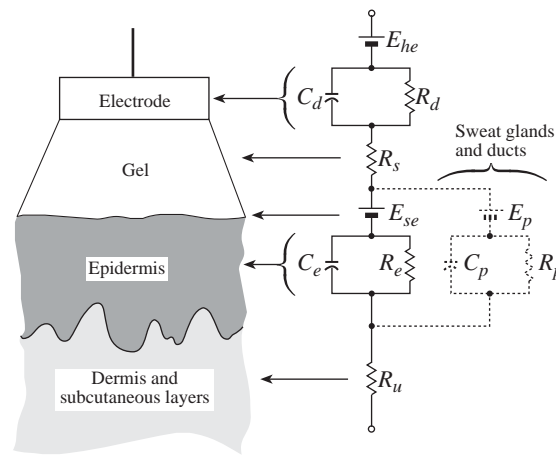 E_he
Electrode
C_d
R_d
Sweat glands
and ducts
Gel
R_s
E_se
E_p
Epidermis
C_e
R_e
C_p
R_p
Dermis and
subcutaneous layers
R_u